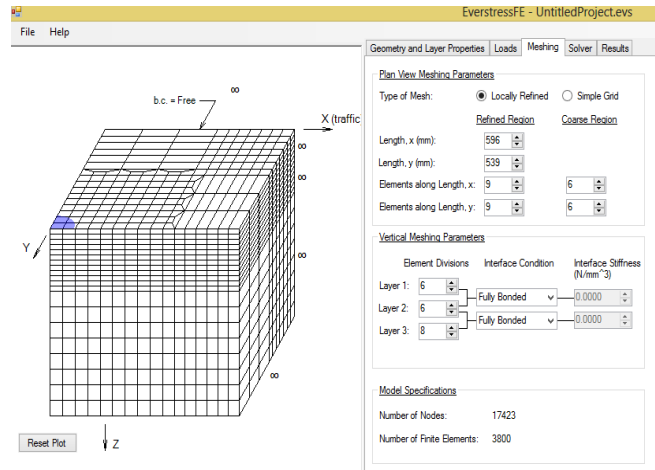 EverstressFE - UntitledProject.evs
File Help
Geometry and Layer Properties Loads Meshing Solver Results
∞
b.c. = Free
X (traffic
∞
∞
∞
∞
Y
Z
Reset Plot
Plan View Meshing Parameters
Type of Mesh: Locally Refined Simple Grid
Refined Region Coarse Region
Length, x (mm): 596
Length, y (mm): 539
Elements along Length, x: 9 6
Elements along Length, y: 9 6
Vertical Meshing Parameters
Element Divisions Interface Condition Interface Stiffness
(N/mm^3)
Layer 1: 6
Fully Bonded 0.0000
Layer 2: 6
Fully Bonded 0.0000
Layer 3: 8
Model Specifications
Number of Nodes: 17423
Number of Finite Elements: 3800